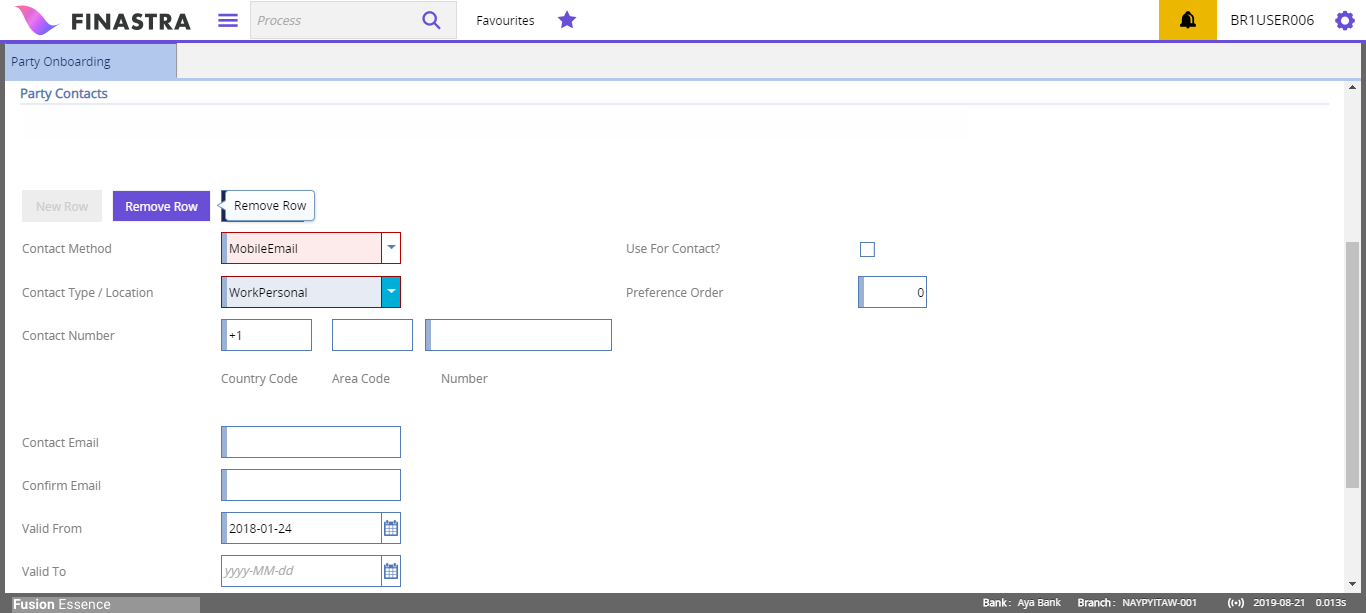 FINASTRA Process Favourites BR1USER006
Party Onboarding
Party Contacts
New Row Remove Row Remove Row
Contact Method MobileEmail Use For Contact?
Contact Type / Location WorkPersonal Preference Order 0
Contact Number +1
Country Code Area Code Number
Contact Email
Confirm Email
Valid From 2018-01-24
Valid To yyyy-MM-dd
Fusion Essence Bank: Aya Bank Branch: NAYPYITAW-001 2019-08-21 0.013s